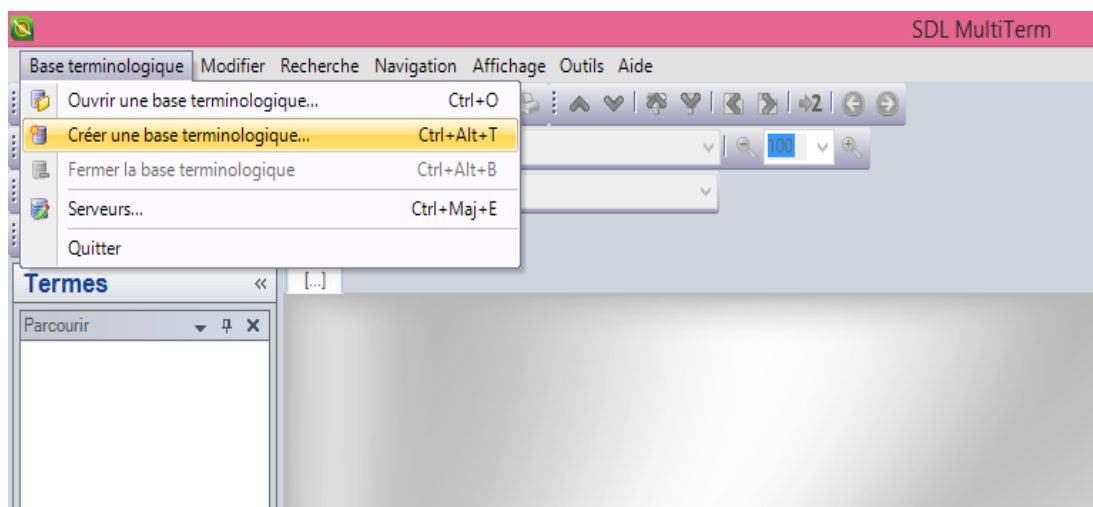 SDL MultiTerm
Base terminologique Modifier Recherche Navigation Affichage Outils Aide
Ouvrir une base terminologique... Ctrl+O
Créer une base terminologique... Ctrl+Alt+T
100
Fermer la base terminologique Ctrl+Alt+B
Serveurs... Ctrl+Maj+E
Quitter
Termes « [...]
Parcourir